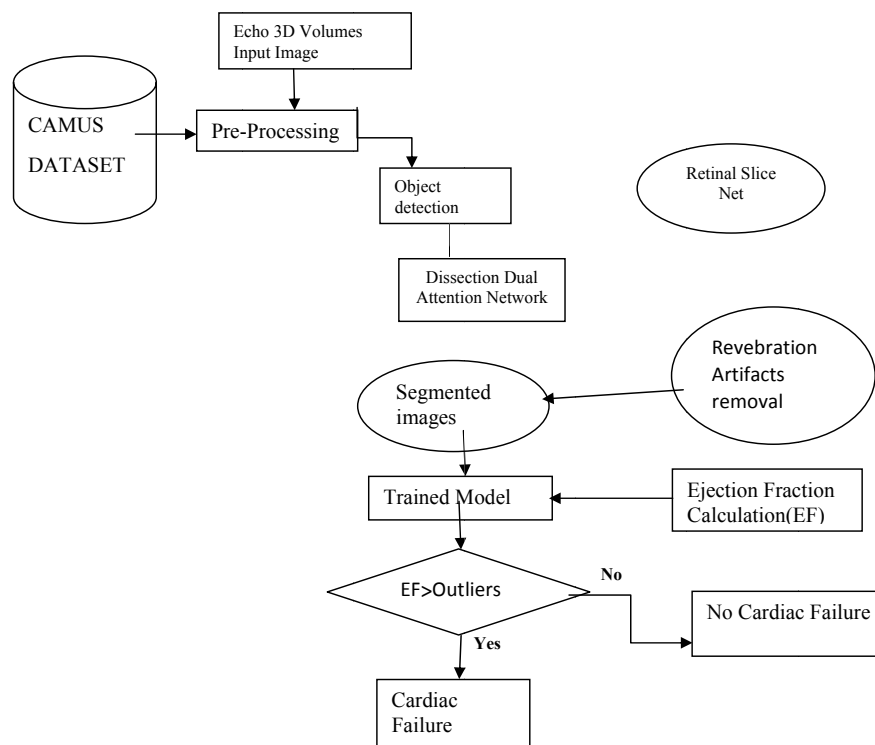 Echo 3D Volumes
Input Image
CAMUS
DATASET
Pre-Processing
Object
detection
Retinal Slice
Net
Dissection Dual
Attention Network
Revebration
Artifacts
removal
Segmented
images
Trained Model
Ejection Fraction
Calculation(EF)
EF>Outliers
No
No Cardiac Failure
Yes
Cardiac
Failure